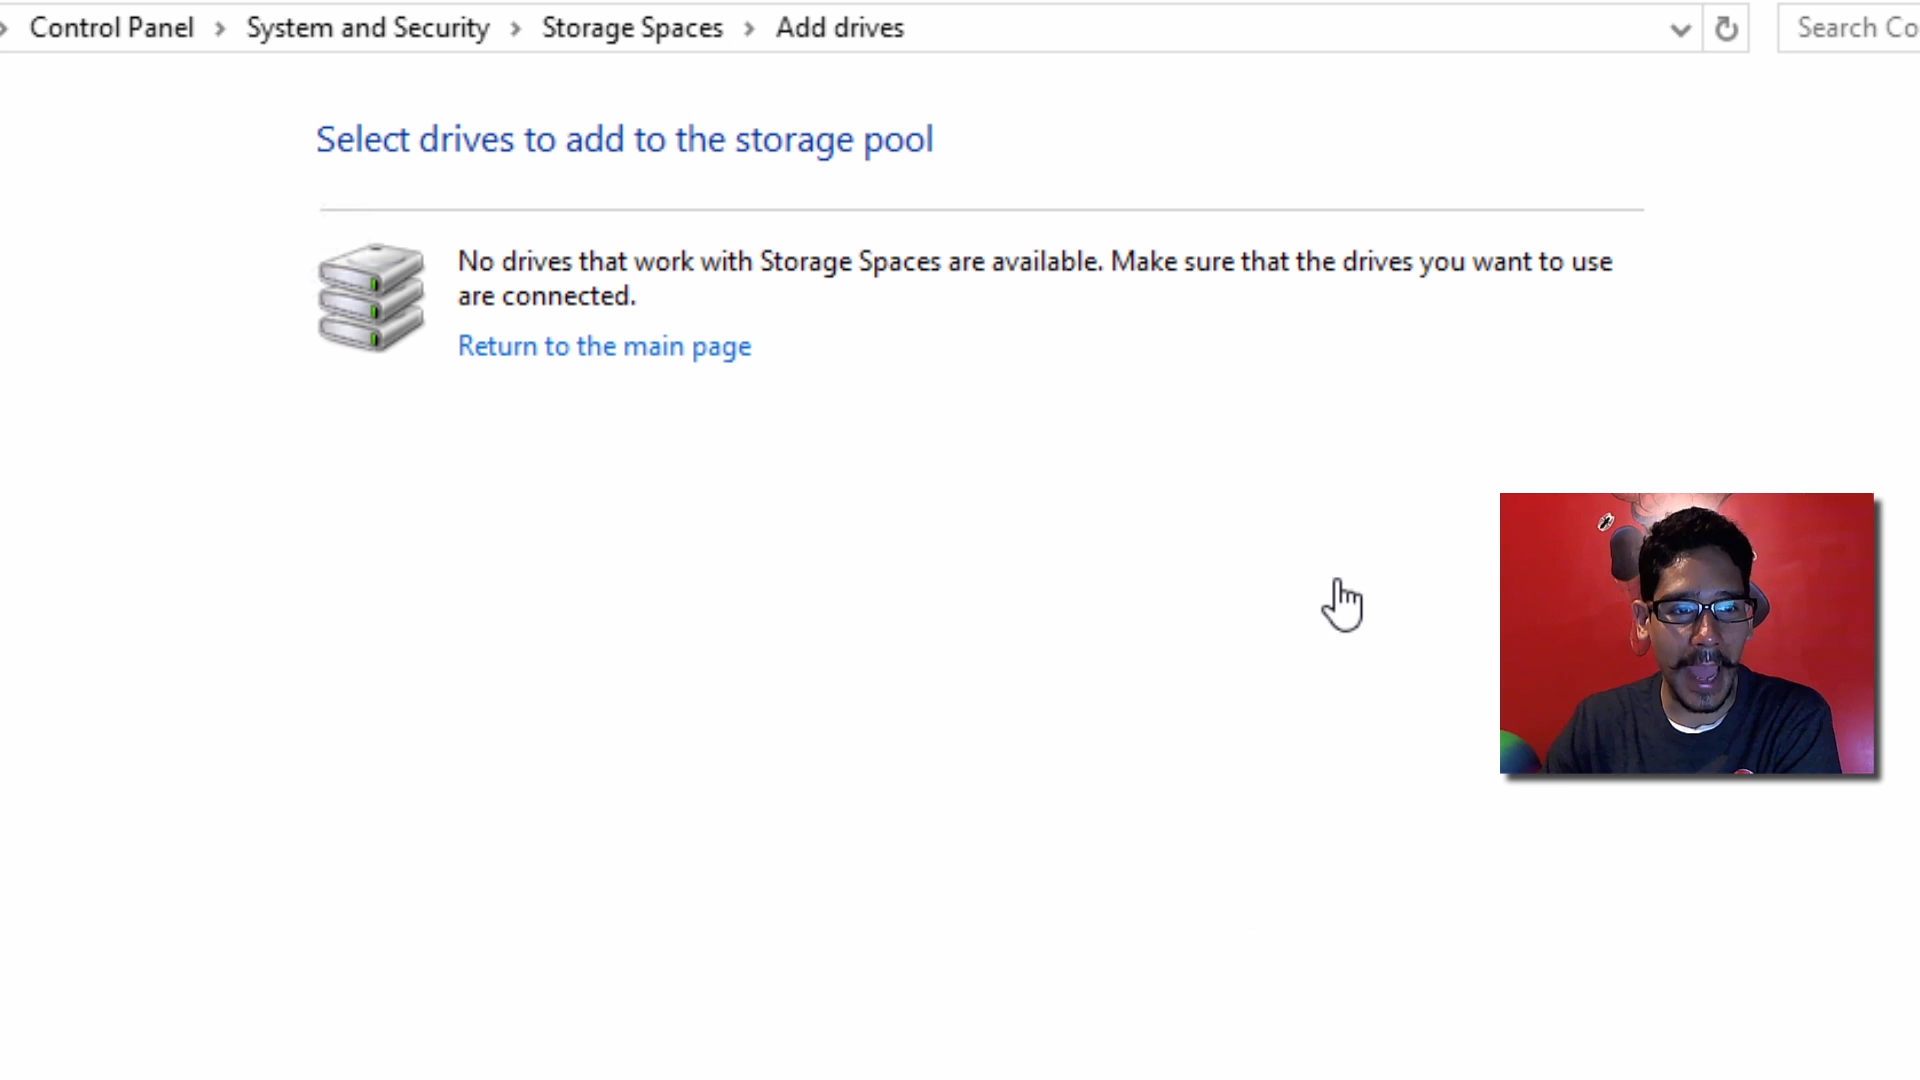 Control Panel > System and Security > Storage Spaces > Add drives
Search Co
Select drives to add to the storage pool
No drives that work with Storage Spaces are available. Make sure that the drives you want to use
are connected.
Return to the main page